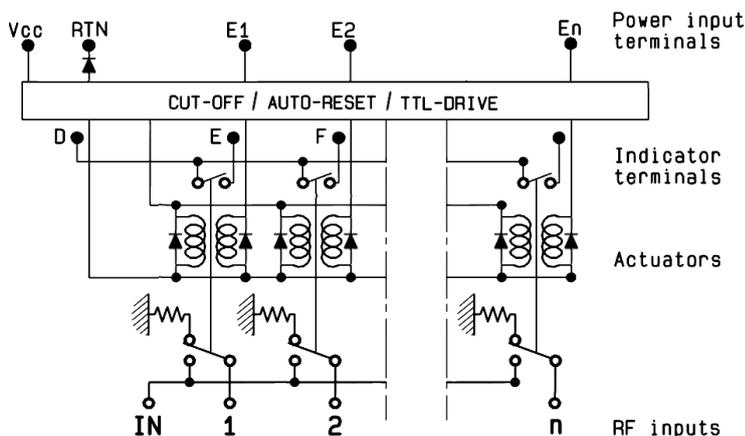 Vcc RTN E1 E2 En Power input
terminals
CUT-OFF / AUTO-RESET / TTL-DRIVE
D E F
Indicator
terminals
Actuators
IN 1 2 n RF inputs